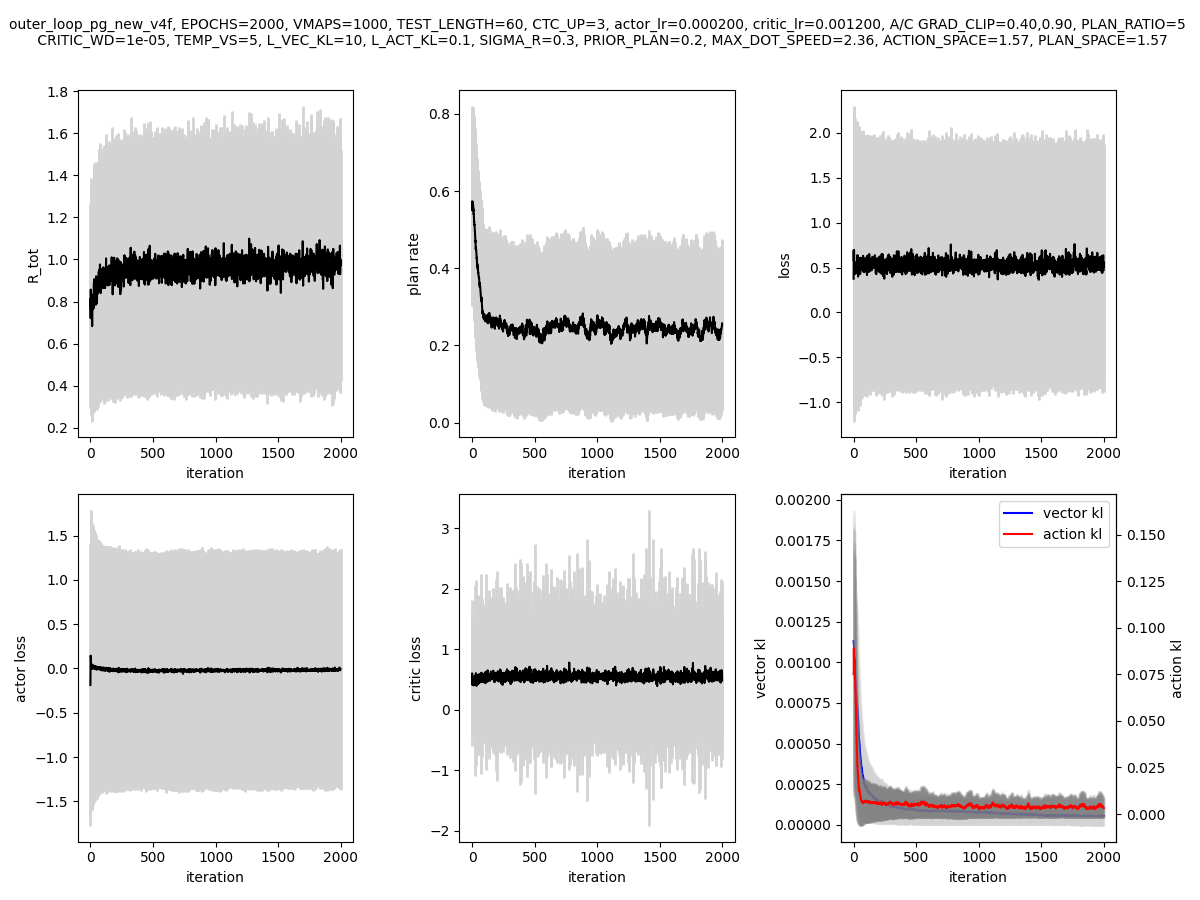 outer_loop_pg_new_v4f, EPOCHS=2000, VMAPS=1000, TEST_LENGTH=60, CTC_UP=3, actor_lr=0.000200, critic_lr=0.001200, A/C GRAD_CLIP=0.40,0.90, PLAN_RATIO=5
CRITIC_WD=1e-05, TEMP_VS=5, L_VEC_KL=10, L_ACT_KL=0.1, SIGMA_R=0.3, PRIOR_PLAN=0.2, MAX_DOT_SPEED=2.36, ACTION_SPACE=1.57, PLAN_SPACE=1.57
R_tot
1.8
1.6
1.4
1.2
1.0
0.8
0.6
0.4
0.2
0 500 1000 1500 2000
iteration
plan rate
0.8
0.6
0.4
0.2
0.0
0 500 1000 1500 2000
iteration
loss
2.0
1.5
1.0
0.5
0.0
−0.5
−1.0
0 500 1000 1500 2000
iteration
actor loss
1.5
1.0
0.5
0.0
−0.5
−1.0
−1.5
0 500 1000 1500 2000
iteration
critic loss
3
2
1
0
−1
−2
0 500 1000 1500 2000
iteration
vector kl
0.00200
0.00175
0.00150
0.00125
0.00100
0.00075
0.00050
0.00025
0.00000
vector kl
action kl
0.150
0.125
0.100
0.075
0.050
0.025
0.000
action kl
0 500 1000 1500 2000
iteration